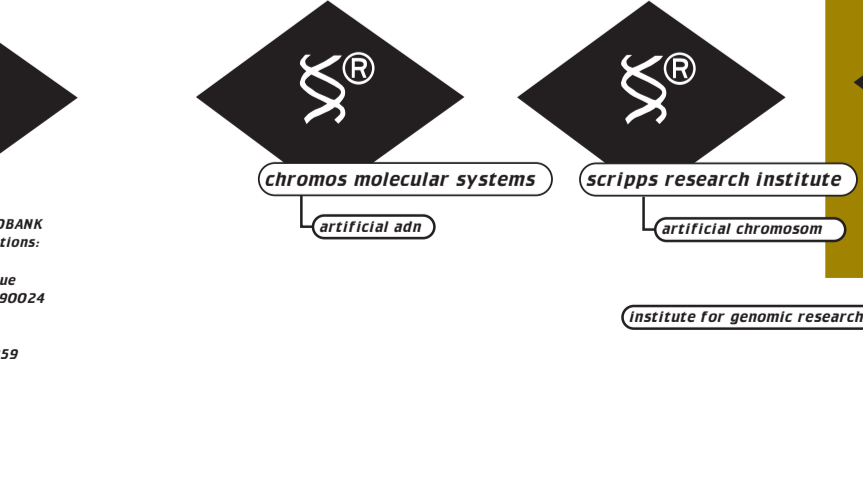 ®
®
chromos molecular systems
scripps research institute
artificial adn
artificial chromosom
OBANK
tions:
ue
90024
institute for genomic research
59